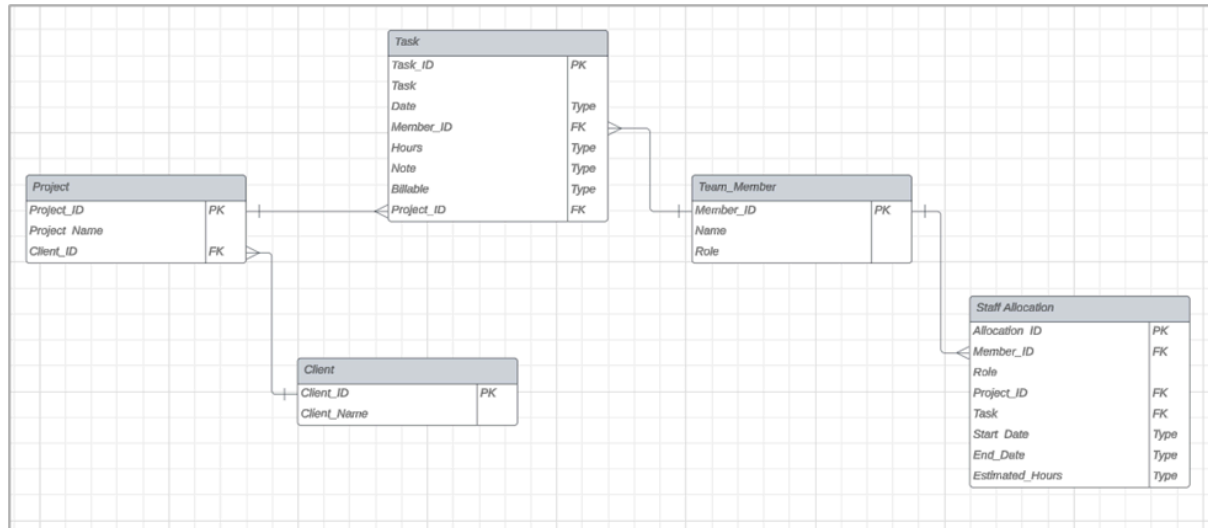 Task
Task_ID PK
Task
Date Type
Member_ID FK
Hours Type
Note Type
Billable Type
Project_ID FK
Project
Project_ID PK
Project Name
Client_ID FK
Team_Member
Member_ID PK
Name
Role
Client
Client_ID PK
Client_Name
Staff Allocation
Allocation ID PK
Member_ID FK
Role
Project_ID FK
Task FK
Start Date Type
End_Date Type
Estimated_Hours Type